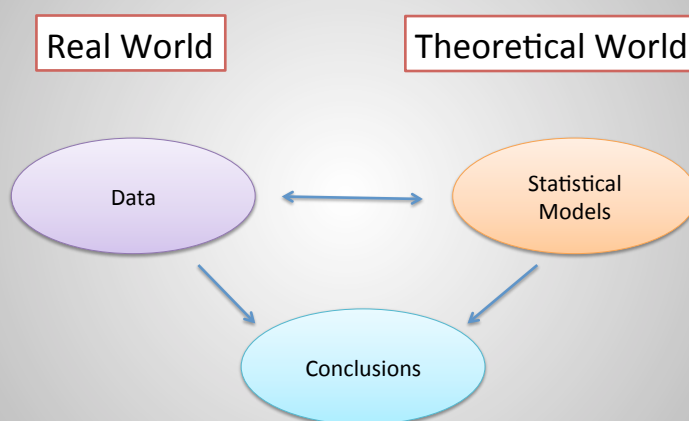 Real World
Theoretical World
Data
Statistical
Models
Conclusions